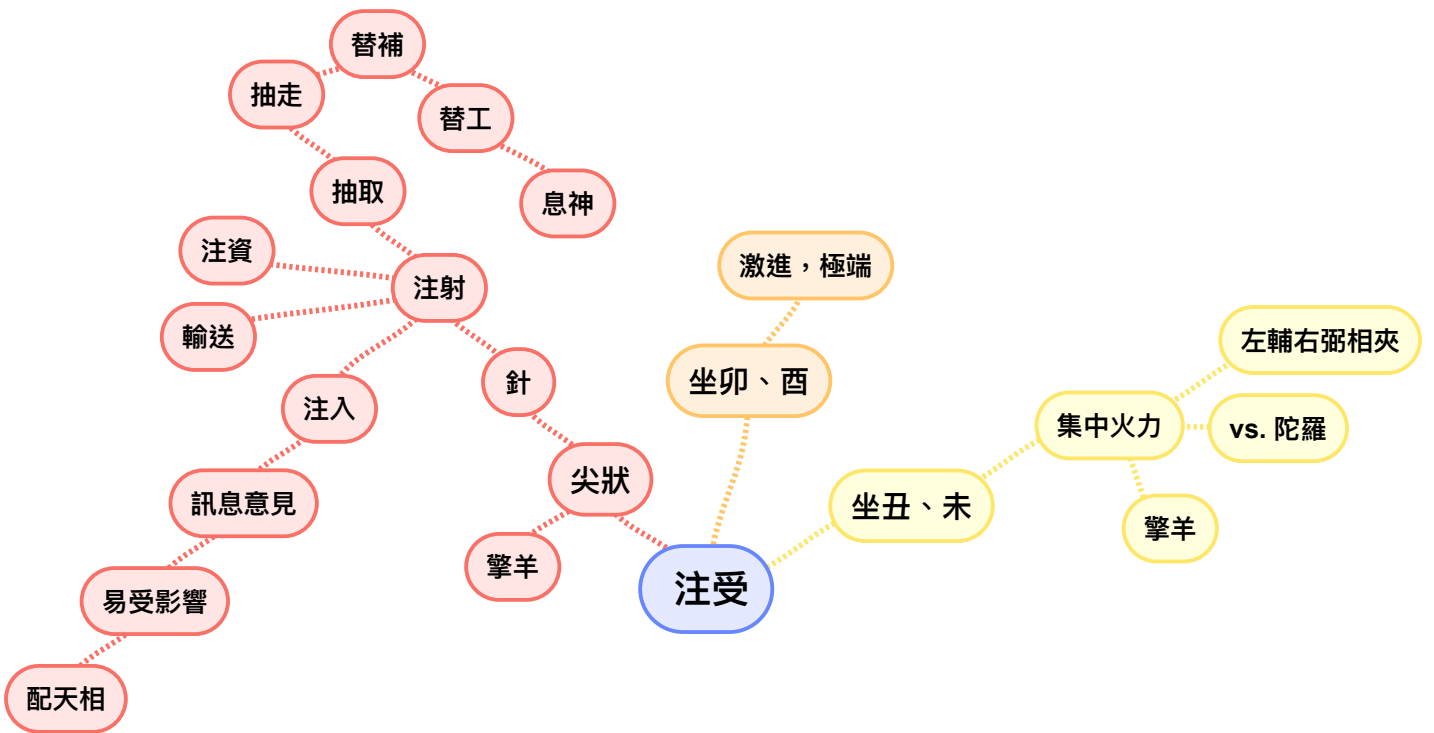 替補
抽走
替工
抽取
息神
注資
注射
輸送
注入
針
訊息意見
尖狀
擎羊
易受影響
配天相
注受
激進，極端
坐卯、酉
坐丑、未
集中火力
左輔右弼相夾
vs. 陀羅
擎羊